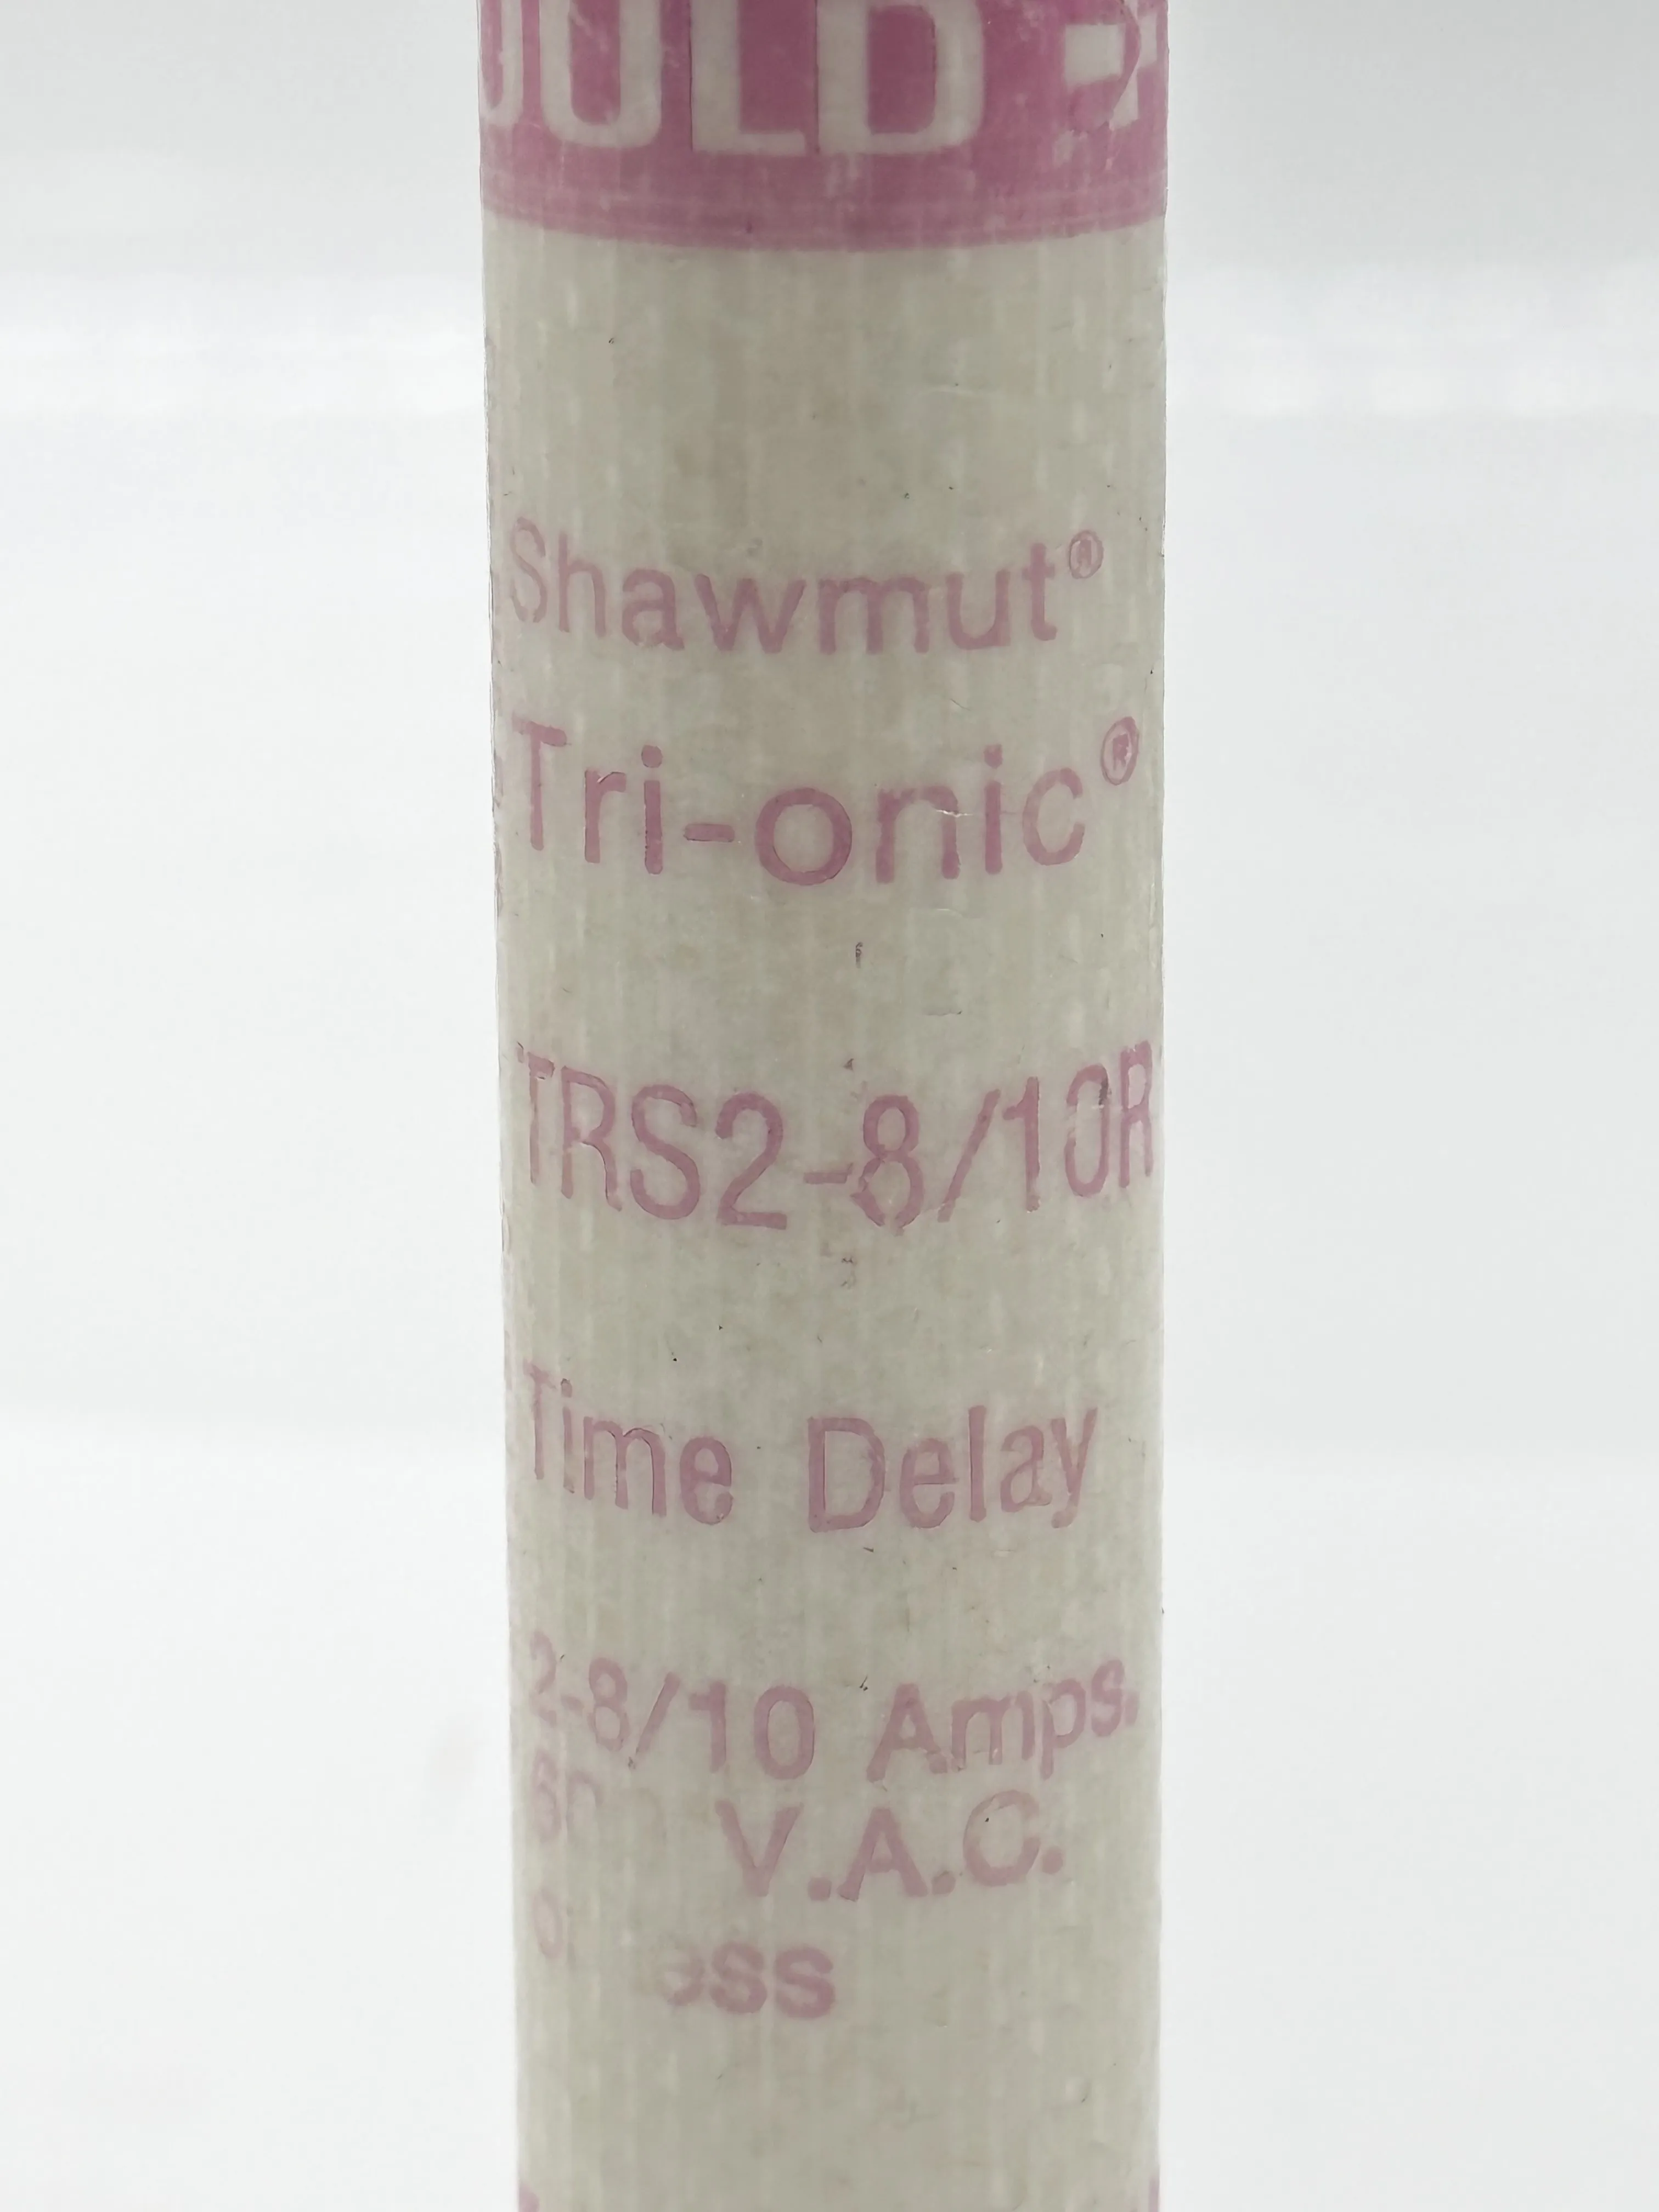 Shawmut®
Tri-onic®
TRS2-8/10R
Time Delay
2-8/10 Amps.
V.A.C.